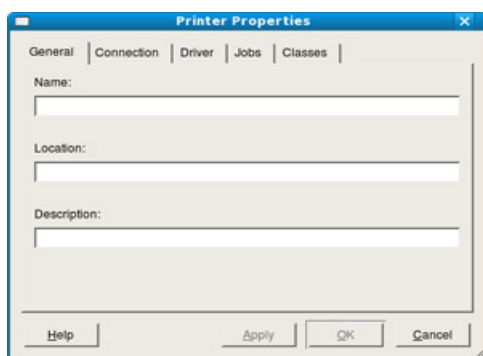 Printer Properties
General Connection Driver Jobs Classes
Name:
Location:
Description:
Help Apply OK Cancel